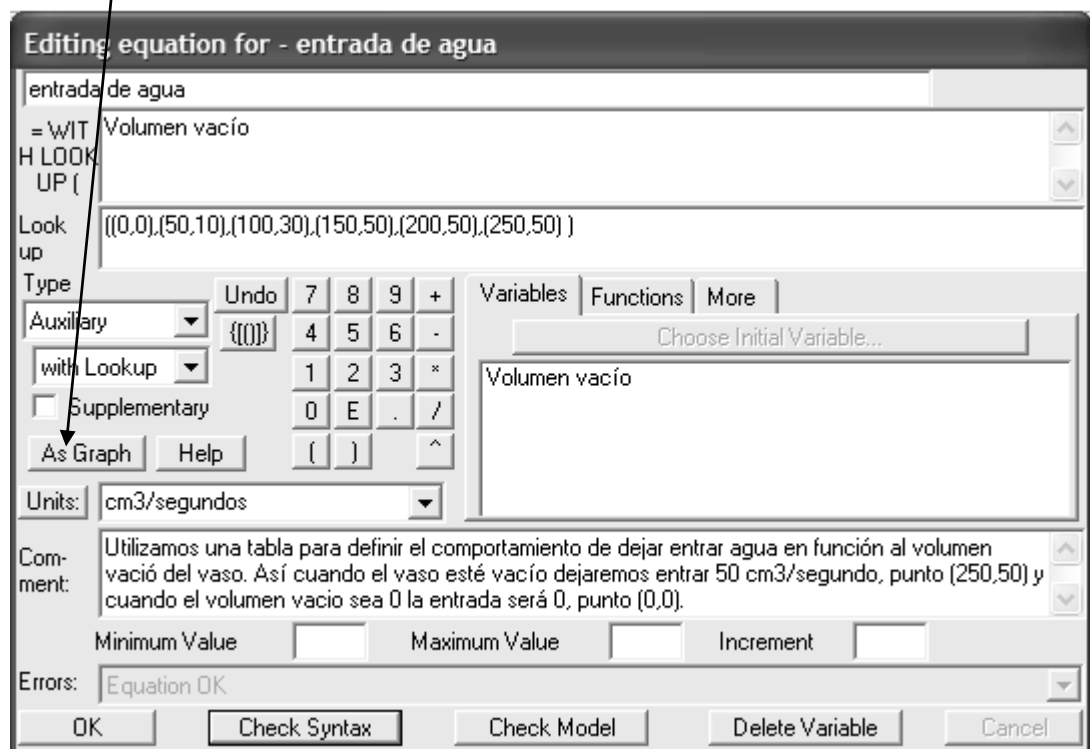 Editing equation for - entrada de agua
entrada de agua
= WIT
H LOOK
UP (
Volumen vacío
Look
up
((0,0),(50,10),(100,30),(150,50),(200,50),(250,50) )
Type
Undo 7 8 9 +
Variables Functions More
Auxiliary
{[()]} 4 5 6 -
Choose Initial Variable...
with Lookup
1 2 3 *
Volumen vacío
Supplementary
0 E . /
As Graph Help ( ) ^
Units: cm3/segundos
Com-
ment:
Utilizamos una tabla para definir el comportamiento de dejar entrar agua en función al volumen
vació del vaso. Así cuando el vaso esté vacío dejaremos entrar 50 cm3/segundo, punto (250,50) y
cuando el volumen vacio sea 0 la entrada será 0, punto (0,0).
Minimum Value Maximum Value Increment
Errors: Equation OK
OK Check Syntax Check Model Delete Variable Cancel